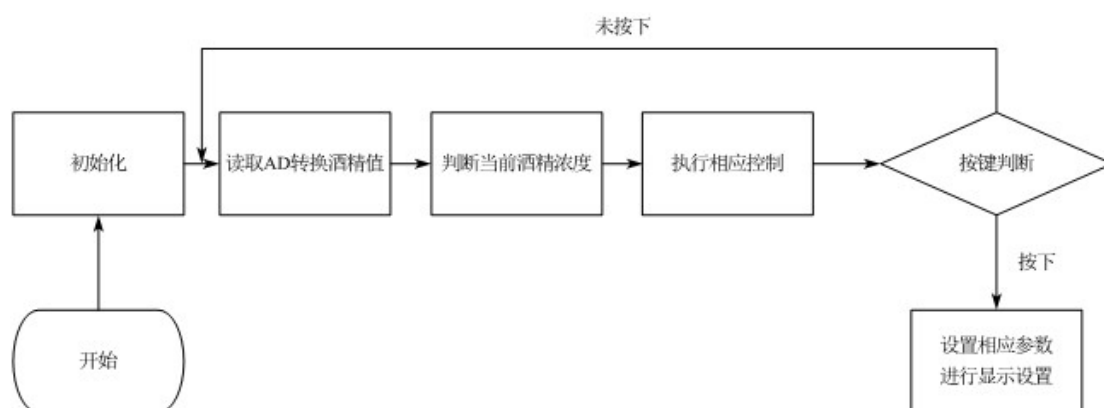 未按下
初始化
读取AD转换酒精值
判断当前酒精浓度
执行相应控制
按键判断
按下
开始
设置相应参数
进行显示设置